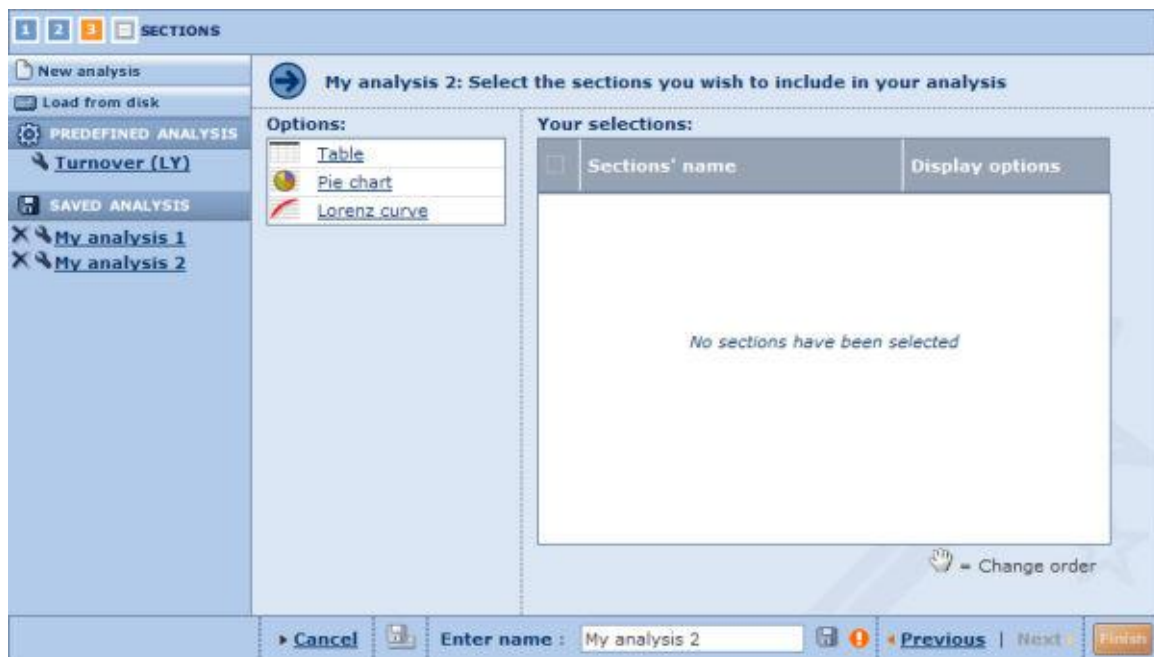 1 2 3 SECTIONS
New analysis
Load from disk
PREDEFINED ANALYSIS
Turnover (LY)
SAVED ANALYSIS
My analysis 1
My analysis 2
My analysis 2: Select the sections you wish to include in your analysis
Options:
Table
Pie chart
Lorenz curve
Your selections:
Sections' name Display options
No sections have been selected
= Change order
Cancel Enter name : My analysis 2 Previous | Next Finish